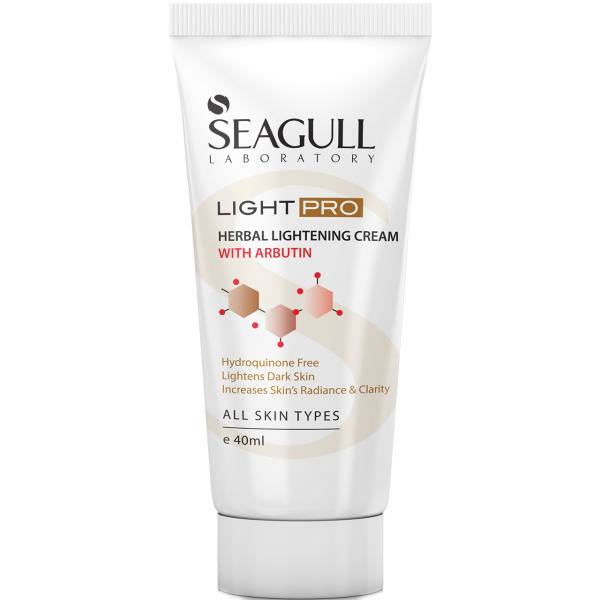 SEAGULL
LABORATORY
LIGHT PRO
HERBAL LIGHTENING CREAM
WITH ARBUTIN
Hydroquinone Free
Lightens Dark Skin
Increases Skin's Radiance & Clarity
ALL SKIN TYPES
e 40ml